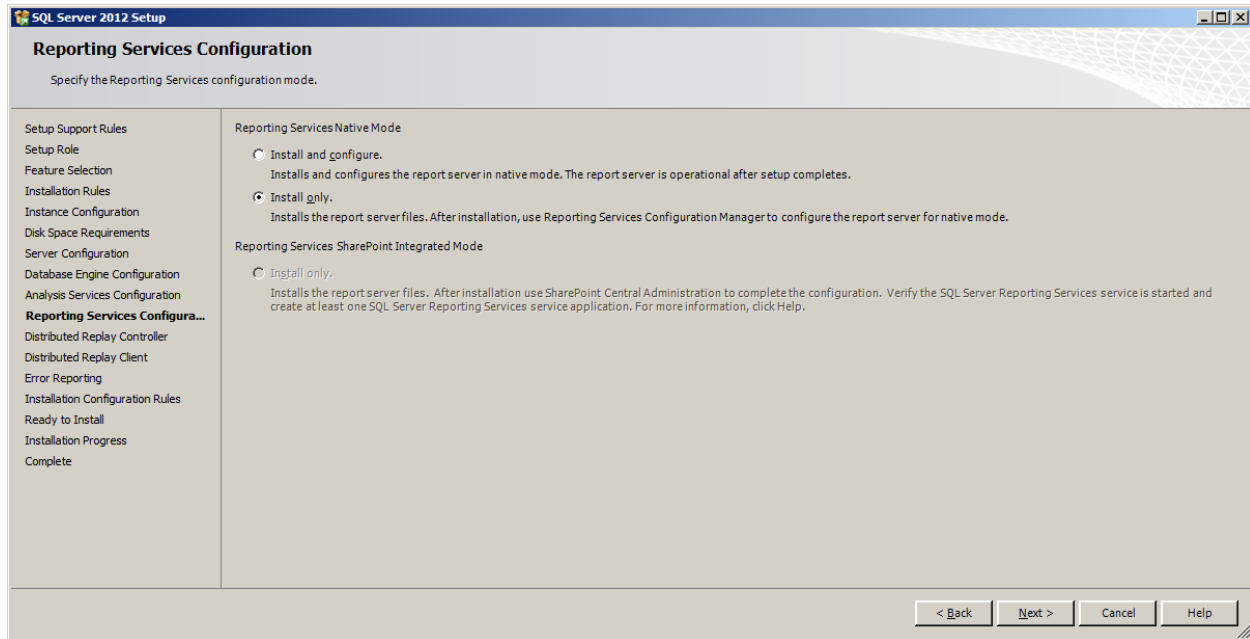 SQL Server 2012 Setup
Reporting Services Configuration
Specify the Reporting Services configuration mode.
Setup Support Rules
Setup Role
Feature Selection
Installation Rules
Instance Configuration
Disk Space Requirements
Server Configuration
Database Engine Configuration
Analysis Services Configuration
Reporting Services Configura...
Distributed Replay Controller
Distributed Replay Client
Error Reporting
Installation Configuration Rules
Ready to Install
Installation Progress
Complete
Reporting Services Native Mode
Install and configure.
Installs and configures the report server in native mode. The report server is operational after setup completes.
Install only.
Installs the report server files. After installation, use Reporting Services Configuration Manager to configure the report server for native mode.
Reporting Services SharePoint Integrated Mode
Install only.
Installs the report server files. After installation use SharePoint Central Administration to complete the configuration. Verify the SQL Server Reporting Services service is started and
create at least one SQL Server Reporting Services service application. For more information, click Help.
< Back
Next >
Cancel
Help